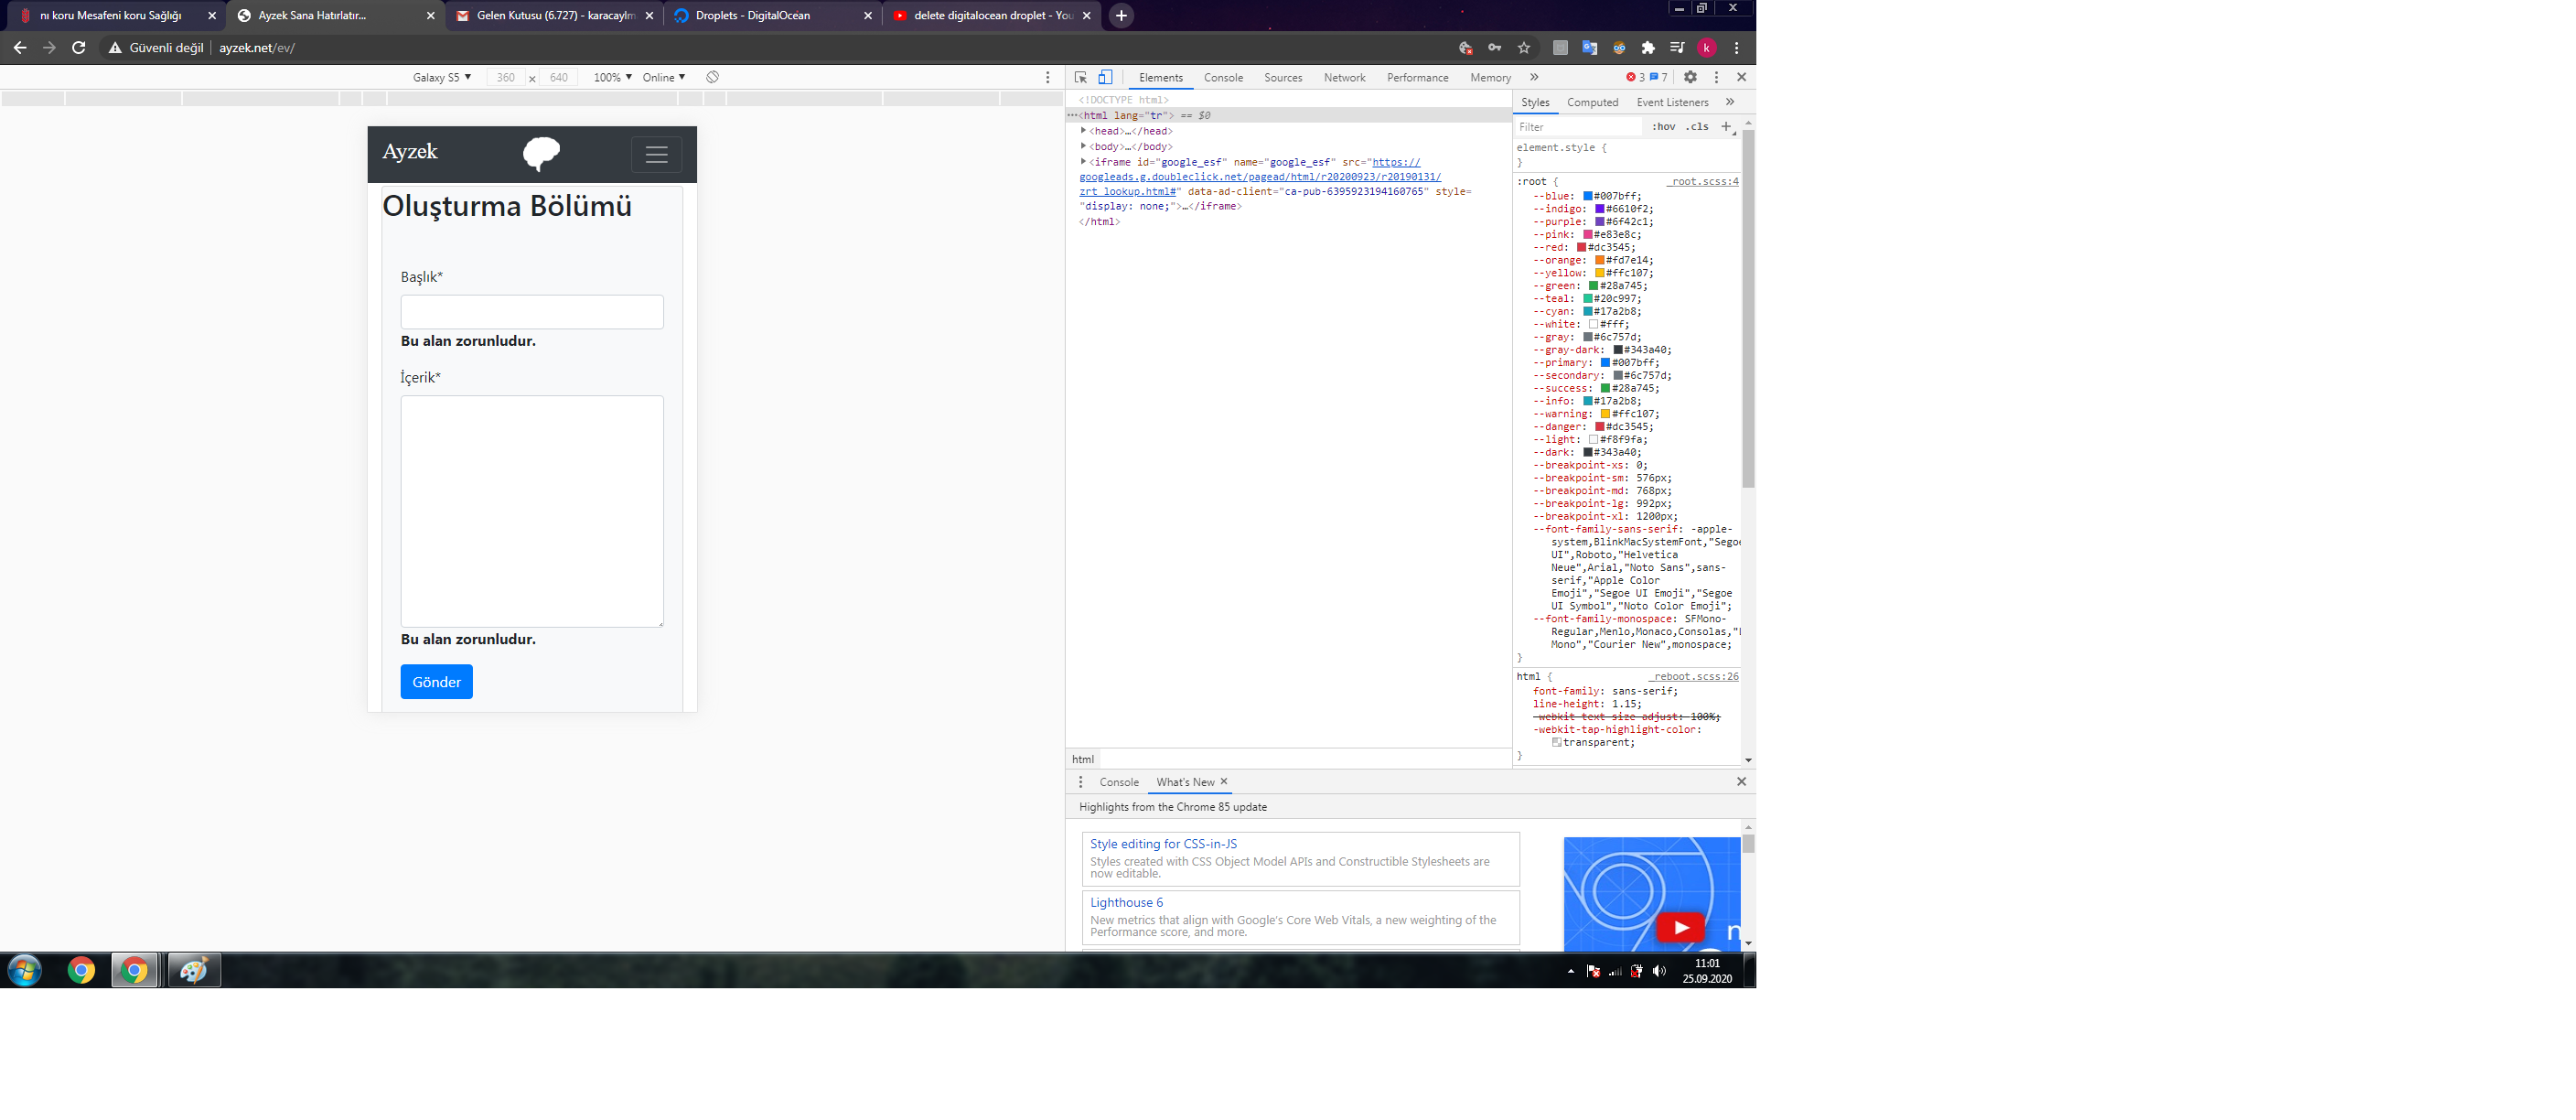 nı koru Mesafeni koru Sağlığı
Ayzek Sana Hatırlatır...
Gelen Kutusu (6.727) - karacaylm
Droplets - DigitalOcean
delete digitalocean droplet - You
Güvenli değil
ayzek.net/ev/
k
Galaxy S5
360 x 640
100%
Online
Elements
Console
Sources
Network
Performance
Memory
3
7
Ayzek
Oluşturma Bölümü
Başlık*
Bu alan zorunludur.
İçerik*
Bu alan zorunludur.
Gönder
<!DOCTYPE html>
···<html lang="tr"> == $0
<head>…</head>
<body>…</body>
<iframe id="google_esf" name="google_esf" src="https://
googleads.g.doubleclick.net/pagead/html/r20200923/r20190131/
zrt_lookup.html#" data-ad-client="ca-pub-6395923194160765" style=
"display: none;">…</iframe>
</html>
html
Styles
Computed
Event Listeners
Filter
:hov
.cls
element.style {
}
:root {
_root.scss:4
--blue: #007bff;
--indigo: #6610f2;
--purple: #6f42c1;
--pink: #e83e8c;
--red: #dc3545;
--orange: #fd7e14;
--yellow: #ffc107;
--green: #28a745;
--teal: #20c997;
--cyan: #17a2b8;
--white: #fff;
--gray: #6c757d;
--gray-dark: #343a40;
--primary: #007bff;
--secondary: #6c757d;
--success: #28a745;
--info: #17a2b8;
--warning: #ffc107;
--danger: #dc3545;
--light: #f8f9fa;
--dark: #343a40;
--breakpoint-xs: 0;
--breakpoint-sm: 576px;
--breakpoint-md: 768px;
--breakpoint-lg: 992px;
--breakpoint-xl: 1200px;
--font-family-sans-serif: -apple-
system,BlinkMacSystemFont,"Segoe
UI",Roboto,"Helvetica
Neue",Arial,"Noto Sans",sans-
serif,"Apple Color
Emoji","Segoe UI Emoji","Segoe
UI Symbol","Noto Color Emoji";
--font-family-monospace: SFMono-
Regular,Menlo,Monaco,Consolas,"
Mono","Courier New",monospace;
}
html {
_reboot.scss:26
font-family: sans-serif;
line-height: 1.15;
-webkit-text-size-adjust: 100%;
-webkit-tap-highlight-color:
transparent;
}
Console
What's New
Highlights from the Chrome 85 update
Style editing for CSS-in-JS
Styles created with CSS Object Model APIs and Constructible Stylesheets are
now editable.
Lighthouse 6
New metrics that align with Google's Core Web Vitals, a new weighting of the
Performance score, and more.
n
11:01
25.09.2020